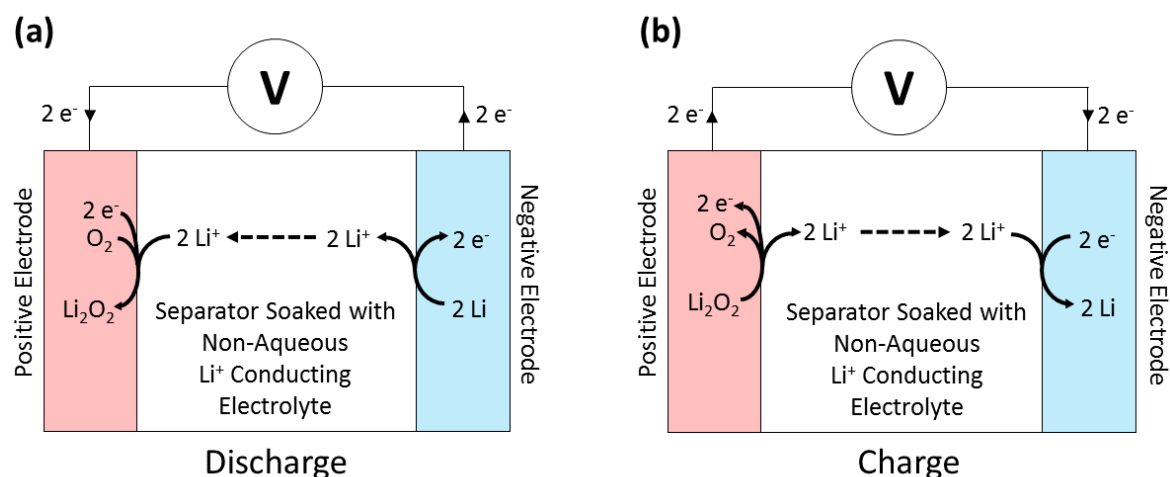 (a)
V
2 e⁻
2 e⁻
Positive Electrode
2 e⁻
O₂
2 Li⁺
2 Li⁺
2 e⁻
Li₂O₂
2 Li
Separator Soaked with
Non-Aqueous
Li⁺ Conducting
Electrolyte
Negative Electrode
Discharge
(b)
V
2 e⁻
2 e⁻
Positive Electrode
2 e⁻
O₂
2 Li⁺
2 Li⁺
2 e⁻
Li₂O₂
2 Li
Separator Soaked with
Non-Aqueous
Li⁺ Conducting
Electrolyte
Negative Electrode
Charge